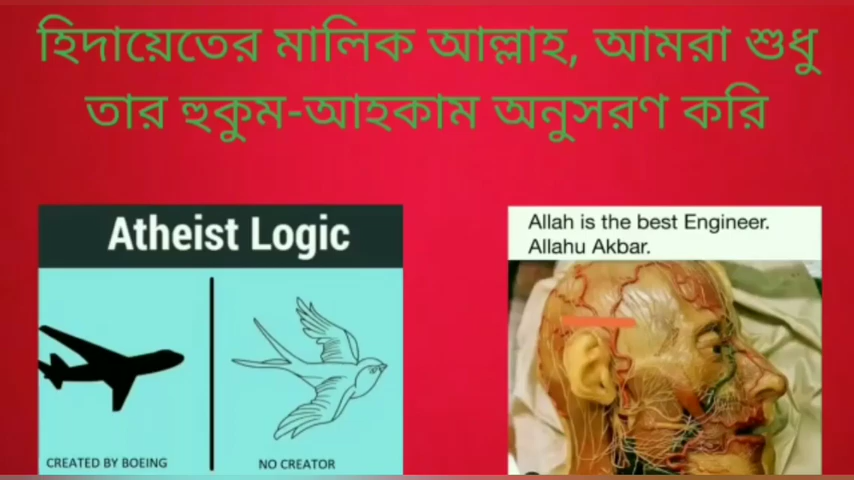 হিদায়েতের মালিক আল্লাহ, আমরা শুধু
তার হুকুম-আহকাম অনুসরণ করি
Atheist Logic
CREATED BY BOEING
NO CREATOR
Allah is the best Engineer.
Allahu Akbar.